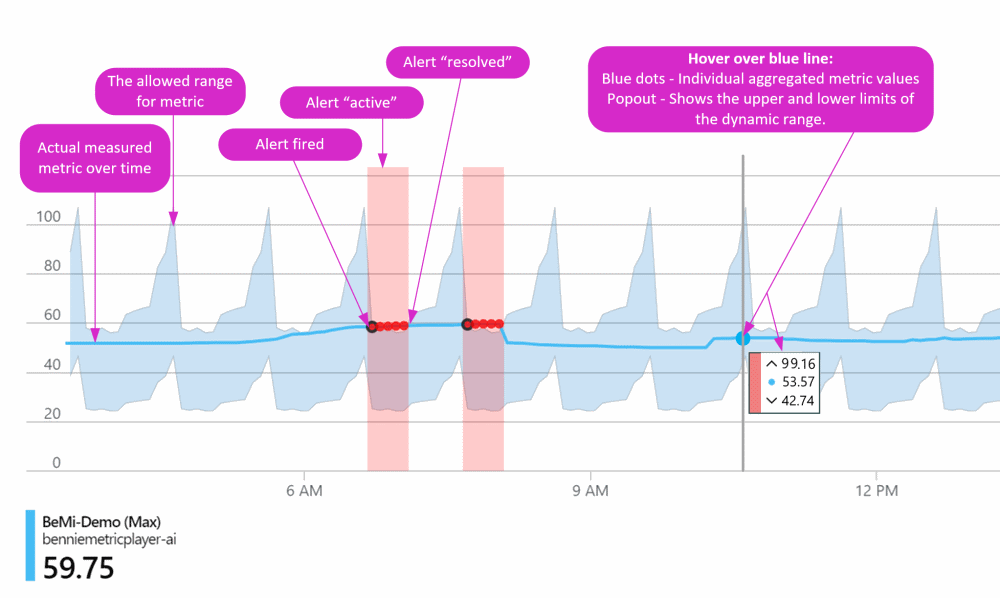 Hover over blue line:
Blue dots - Individual aggregated metric values
Popout - Shows the upper and lower limits of
the dynamic range.
Alert “resolved”
The allowed range
for metric
Alert “active”
Alert fired
Actual measured
metric over time
100
80
60
40
20
0
99.16
53.57
42.74
6 AM
9 AM
12 PM
BeMi-Demo (Max)
benniemetricplayer-ai
59.75